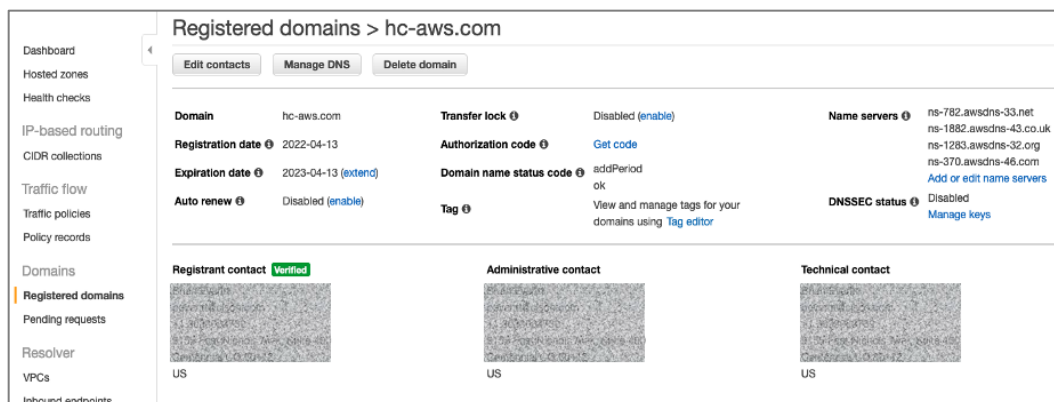 Registered domains > hc-aws.com
Dashboard
Hosted zones
Health checks
IP-based routing
CIDR collections
Traffic flow
Traffic policies
Policy records
Domains
Registered domains
Pending requests
Resolver
VPCs
Inbound endpoints
Edit contacts Manage DNS Delete domain
Domain hc-aws.com
Registration date 2022-04-13
Expiration date 2023-04-13 (extend)
Auto renew Disabled (enable)
Transfer lock Disabled (enable)
Authorization code Get code
Domain name status code addPeriod
ok
Tag View and manage tags for your
domains using Tag editor
Name servers ns-782.awsdns-33.net
ns-1882.awsdns-43.co.uk
ns-1283.awsdns-32.org
ns-370.awsdns-46.com
Add or edit name servers
DNSSEC status Disabled
Manage keys
Registrant contact Verified
US
Administrative contact
US
Technical contact
US